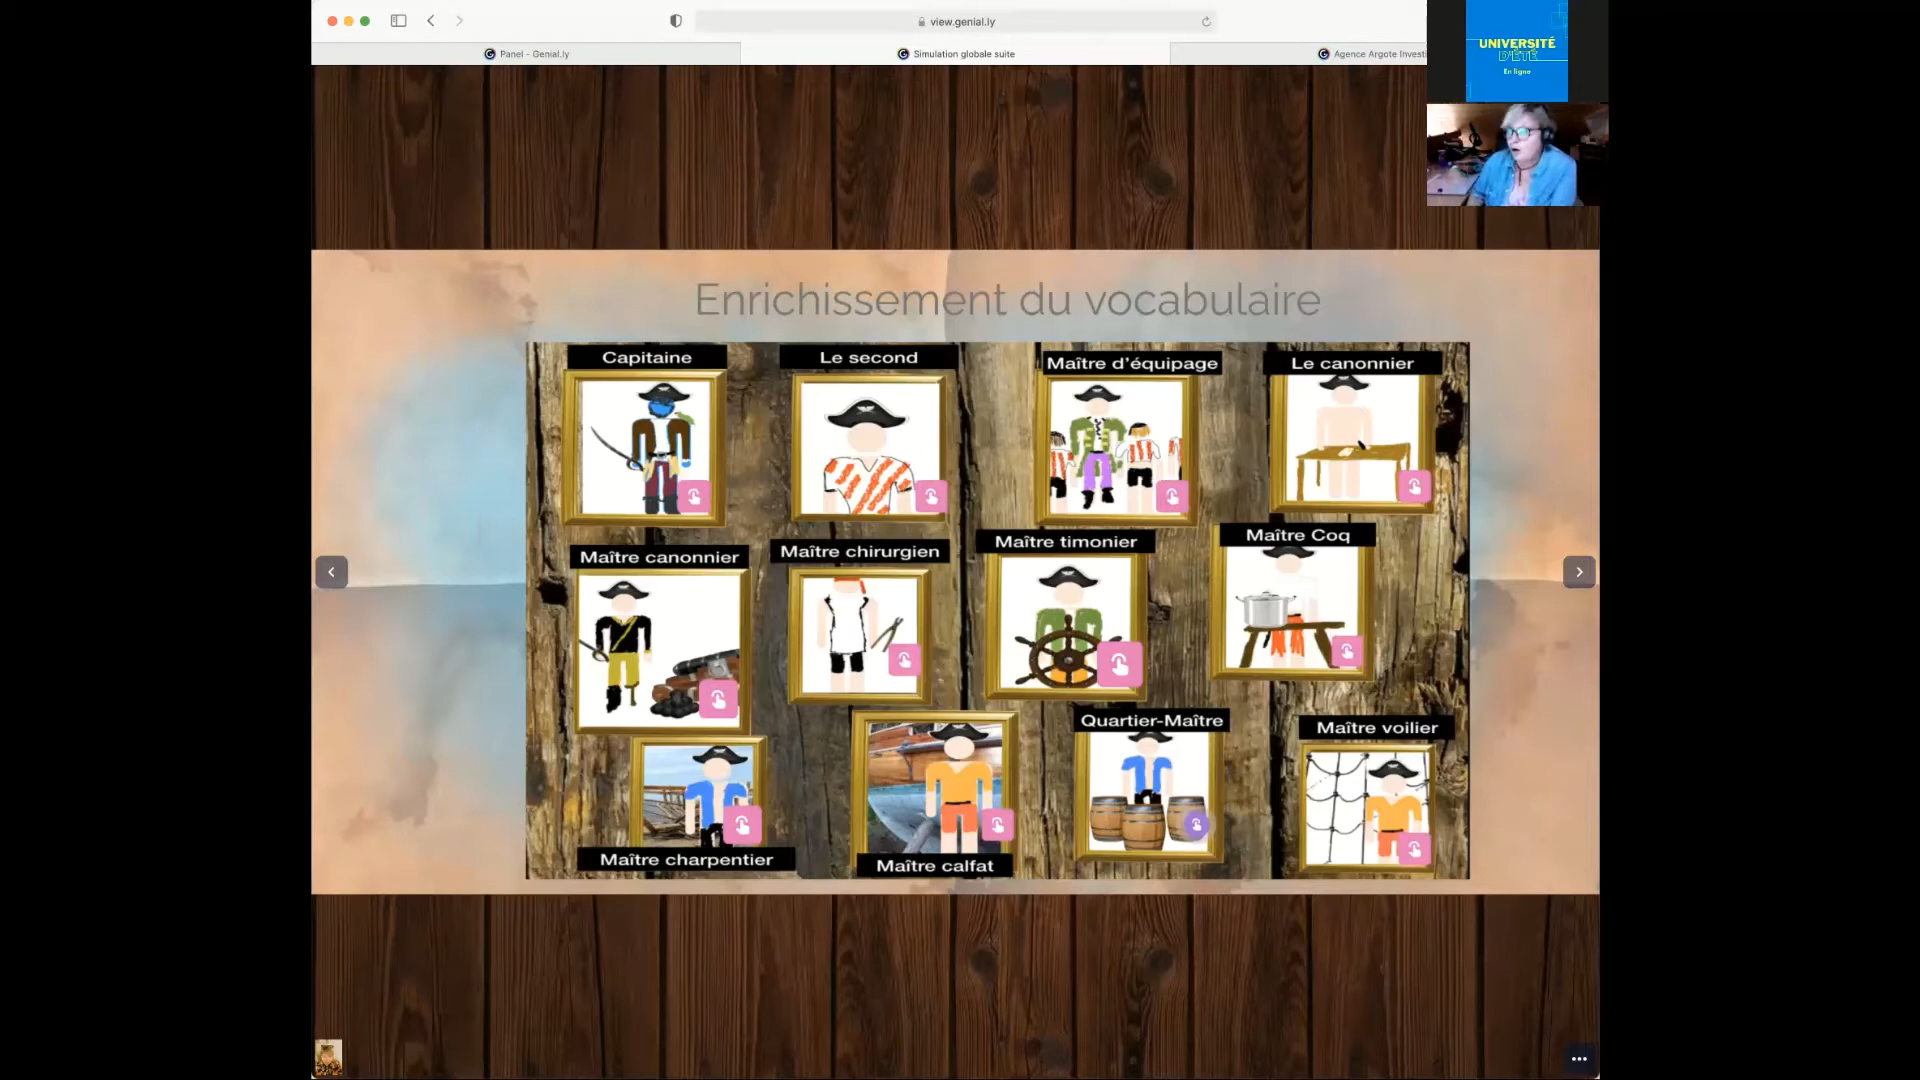 view.genial.ly
Panel - Genial.ly
Simulation globale suite
Agence Argote Investi
UNIVERSITÉ
D'ÉTÉ
En ligne
Enrichissement du vocabulaire
Capitaine
Le second
Maître d'équipage
Le canonnier
Maître canonnier
Maître chirurgien
Maître timonier
Maître Coq
Quartier-Maître
Maître voilier
Maître charpentier
Maître calfat